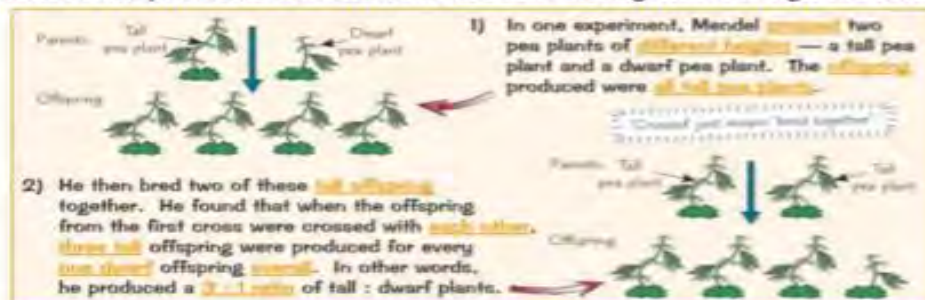 Parents: Tall pea plant
Dwarf pea plant
Offspring
1) In one experiment, Mendel crossed two
pea plants of different heights — a tall pea
plant and a dwarf pea plant. The offspring
produced were all tall pea plants.
'Crossed' just means 'bred together'
2) He then bred two of these tall offspring
together. He found that when the offspring
from the first cross were crossed with each other,
three tall offspring were produced for every
one dwarf offspring overall. In other words,
he produced a 3 : 1 ratio of tall : dwarf plants.
Parents: Tall pea plant
Tall pea plant
Offspring